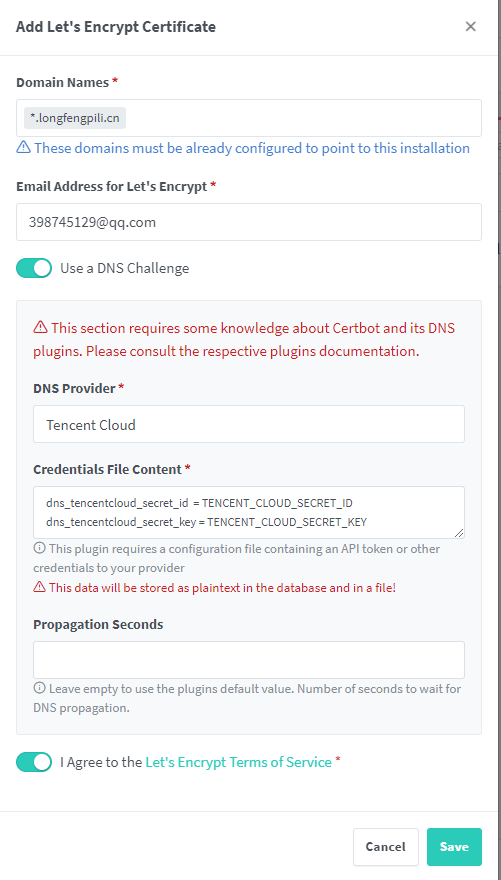 Add Let's Encrypt Certificate
Domain Names *
*.longfengpili.cn
These domains must be already configured to point to this installation
Email Address for Let's Encrypt *
398745129@qq.com
Use a DNS Challenge
This section requires some knowledge about Certbot and its DNS
plugins. Please consult the respective plugins documentation.
DNS Provider *
Tencent Cloud
Credentials File Content *
dns_tencentcloud_secret_id = TENCENT_CLOUD_SECRET_ID
dns_tencentcloud_secret_key = TENCENT_CLOUD_SECRET_KEY
This plugin requires a configuration file containing an API token or other
credentials to your provider
This data will be stored as plaintext in the database and in a file!
Propagation Seconds
Leave empty to use the plugins default value. Number of seconds to wait for
DNS propagation.
I Agree to the Let's Encrypt Terms of Service *
Cancel
Save